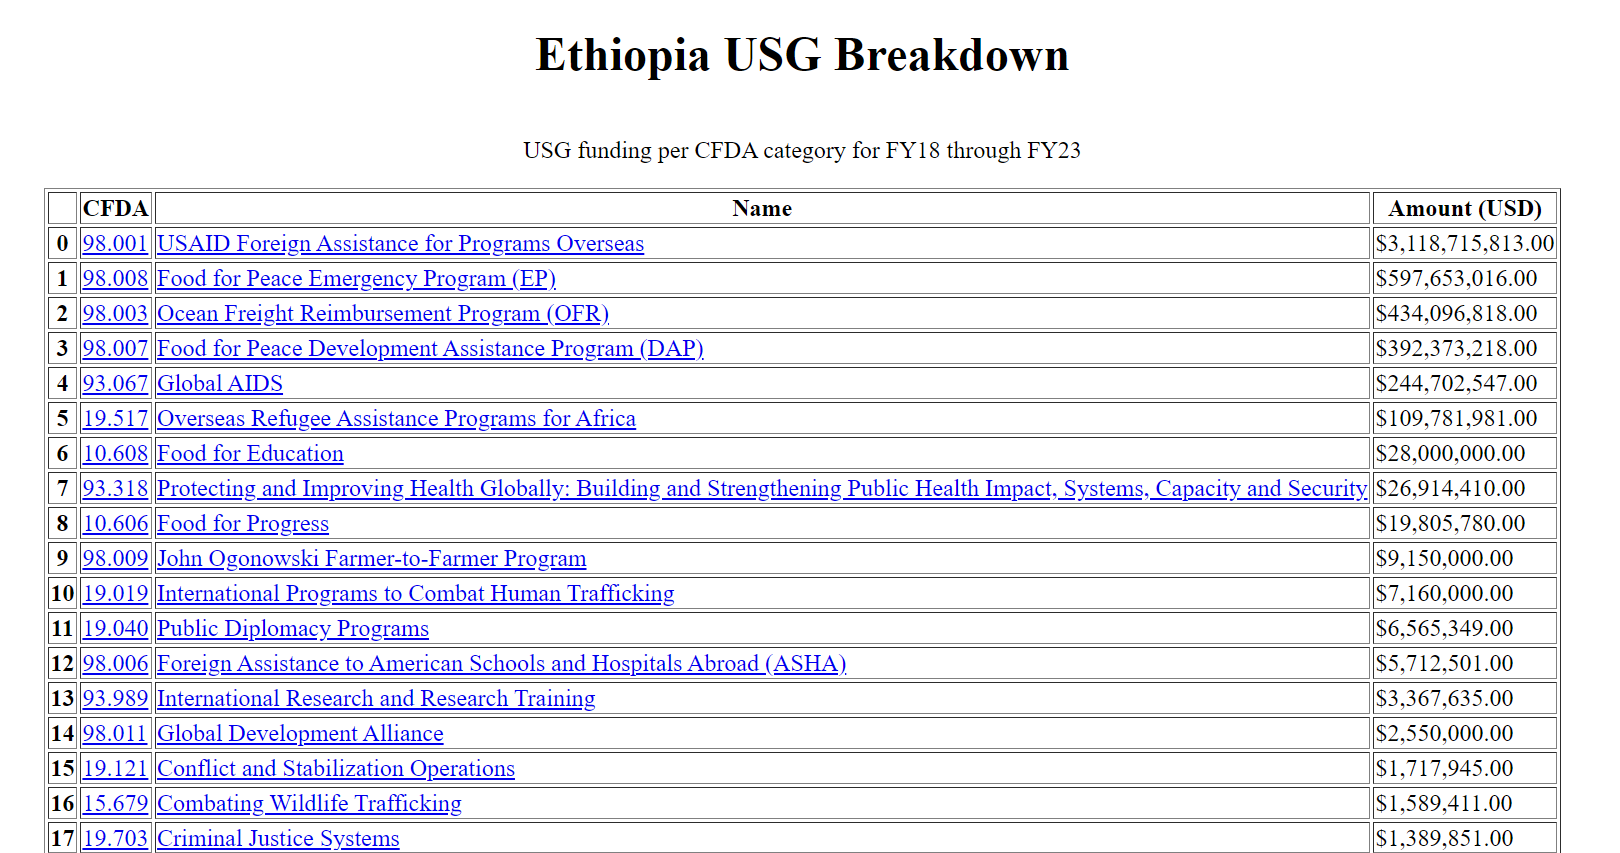 Ethiopia USG Breakdown
USG funding per CFDA category for FY18 through FY23
CFDA Name Amount (USD)
0 98.001 USAID Foreign Assistance for Programs Overseas $3,118,715,813.00
1 98.008 Food for Peace Emergency Program (EP) $597,653,016.00
2 98.003 Ocean Freight Reimbursement Program (OFR) $434,096,818.00
3 98.007 Food for Peace Development Assistance Program (DAP) $392,373,218.00
4 93.067 Global AIDS $244,702,547.00
5 19.517 Overseas Refugee Assistance Programs for Africa $109,781,981.00
6 10.608 Food for Education $28,000,000.00
7 93.318 Protecting and Improving Health Globally: Building and Strengthening Public Health Impact, Systems, Capacity and Security $26,914,410.00
8 10.606 Food for Progress $19,805,780.00
9 98.009 John Ogonowski Farmer-to-Farmer Program $9,150,000.00
10 19.019 International Programs to Combat Human Trafficking $7,160,000.00
11 19.040 Public Diplomacy Programs $6,565,349.00
12 98.006 Foreign Assistance to American Schools and Hospitals Abroad (ASHA) $5,712,501.00
13 93.989 International Research and Research Training $3,367,635.00
14 98.011 Global Development Alliance $2,550,000.00
15 19.121 Conflict and Stabilization Operations $1,717,945.00
16 15.679 Combating Wildlife Trafficking $1,589,411.00
17 19.703 Criminal Justice Systems $1,389,851.00